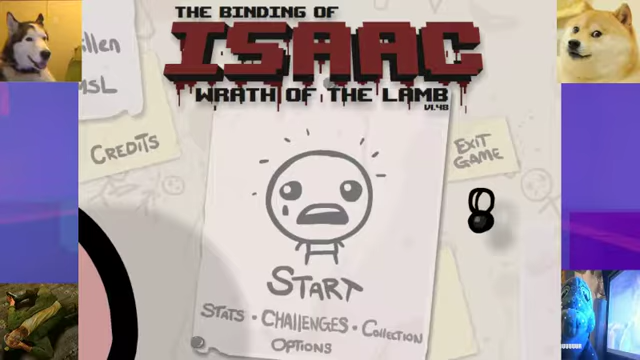 THE BINDING OF
ISAAC
WRATH OF THE LAMB
V1.48
CREDITS
EXIT
GAME
START
STATS • CHALLENGES • COLLECTION
OPTIONS